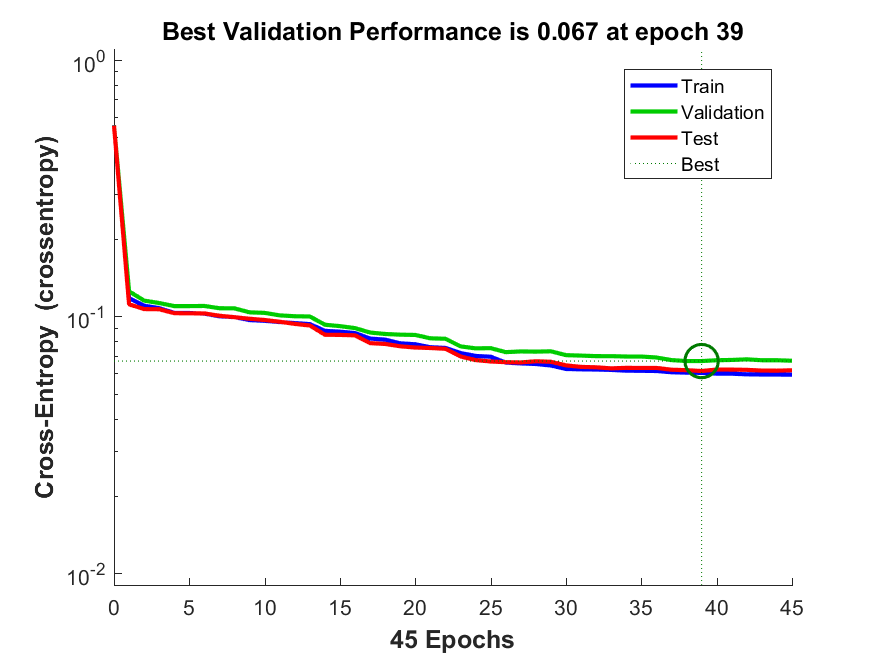 Best Validation Performance is 0.067 at epoch 39
10^0
10^-1
10^-2
Cross-Entropy (crossentropy)
Train
Validation
Test
Best
0 5 10 15 20 25 30 35 40 45
45 Epochs